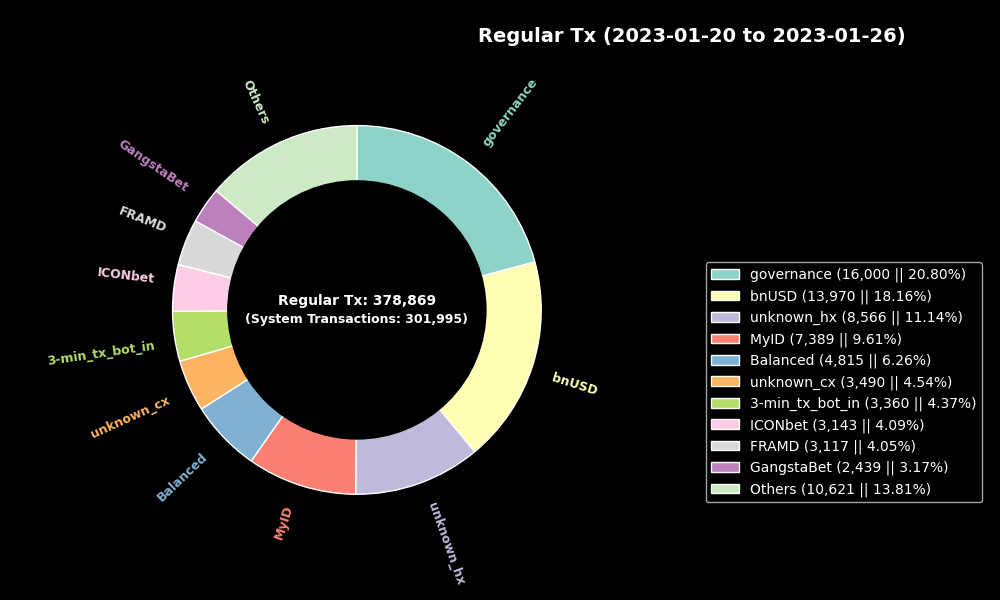 Regular Tx (2023-01-20 to 2023-01-26)
Others
governance
GangstaBet
FRAMD
ICONbet
3-min_tx_bot_in
unknown_cx
Balanced
MyID
unknown_hx
bnUSD
Regular Tx: 378,869
(System Transactions: 301,995)
governance (16,000 || 20.80%)
bnUSD (13,970 || 18.16%)
unknown_hx (8,566 || 11.14%)
MyID (7,389 || 9.61%)
Balanced (4,815 || 6.26%)
unknown_cx (3,490 || 4.54%)
3-min_tx_bot_in (3,360 || 4.37%)
ICONbet (3,143 || 4.09%)
FRAMD (3,117 || 4.05%)
GangstaBet (2,439 || 3.17%)
Others (10,621 || 13.81%)